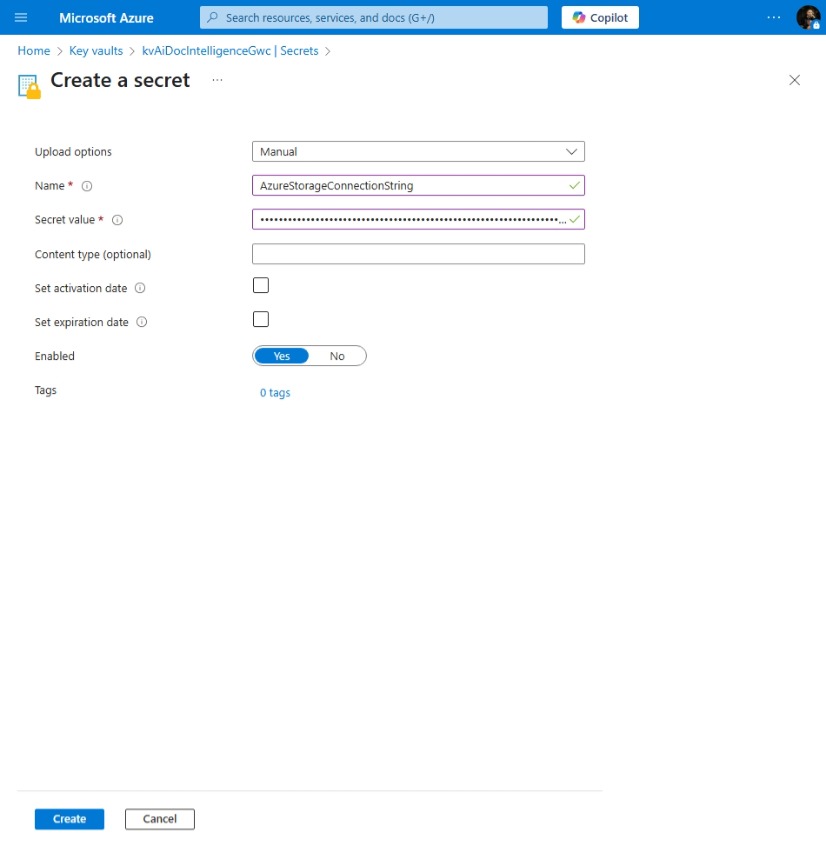 Microsoft Azure
Search resources, services, and docs (G+/)
Copilot
...
Home > Key vaults > kvAiDocIntelligenceGwc | Secrets >
Create a secret ...
Upload options
Manual
Name *
AzureStorageConnectionString
Secret value *
••••••••••••••••••••••••••••••••••••••••••••••••••••••••••••••••...
Content type (optional)
Set activation date
Set expiration date
Enabled
Yes No
Tags
0 tags
Create
Cancel